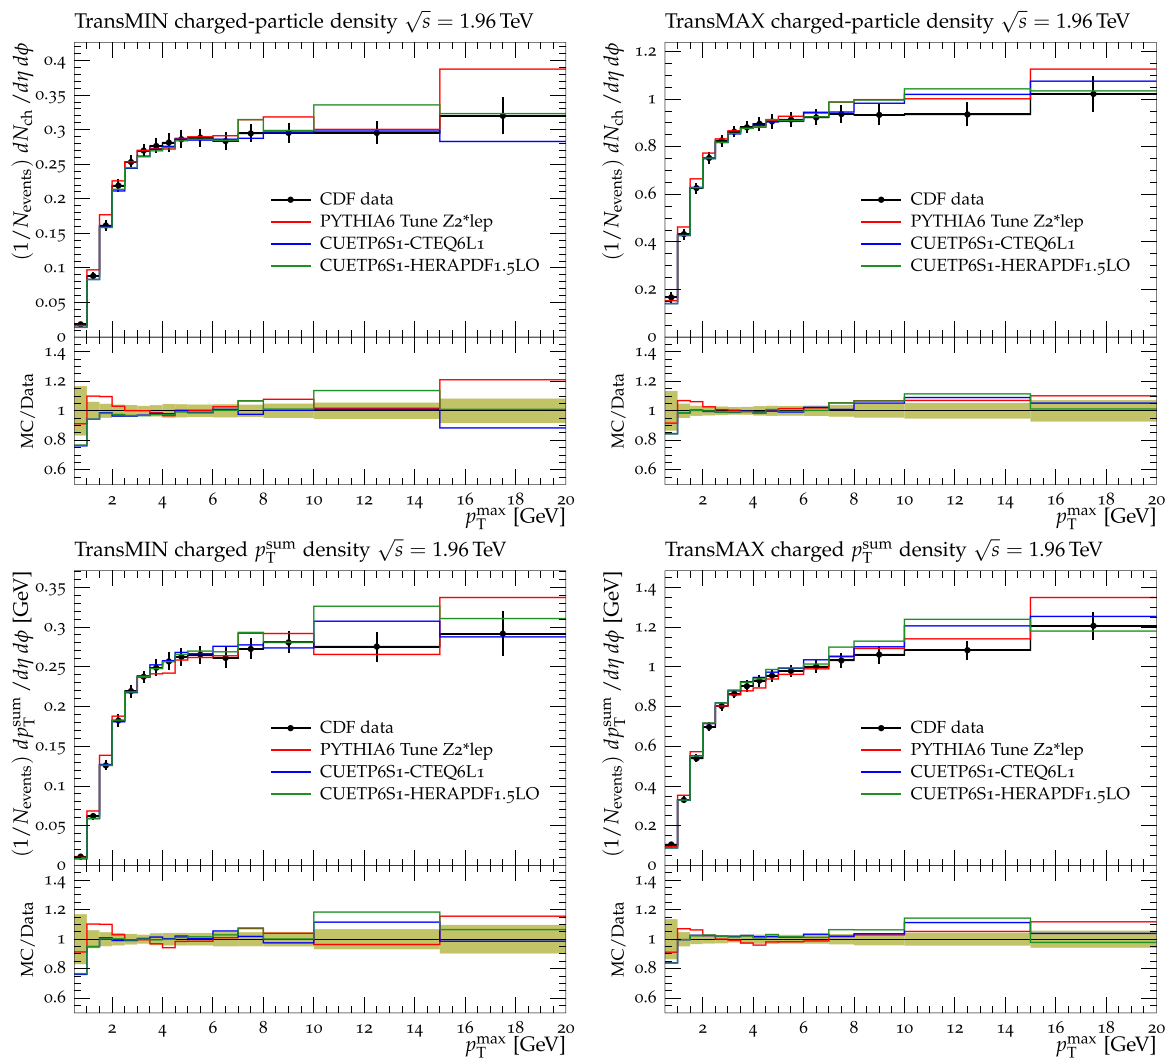 TransMIN charged-particle density √s = 1.96 TeV
(1/N_events) dN_ch/dη dϕ
0.4
0.3
0.2
0.1
0
CDF data
PYTHIA6 Tune Z2*lep
CUETP6S1-CTEQ6L1
CUETP6S1-HERAPDF1.5LO
MC/Data
1.4
1.2
1
0.8
0.6
2 4 6 8 10 12 14 16 18 20
p_T^max [GeV]
TransMAX charged-particle density √s = 1.96 TeV
(1/N_events) dN_ch/dη dϕ
1.2
1
0.8
0.6
0.4
0.2
0
CDF data
PYTHIA6 Tune Z2*lep
CUETP6S1-CTEQ6L1
CUETP6S1-HERAPDF1.5LO
MC/Data
1.4
1.2
1
0.8
0.6
2 4 6 8 10 12 14 16 18 20
p_T^max [GeV]
TransMIN charged p_T^sum density √s = 1.96 TeV
(1/N_events) dp_T^sum/dη dϕ [GeV]
0.35
0.3
0.25
0.2
0.15
0.1
0.05
0
CDF data
PYTHIA6 Tune Z2*lep
CUETP6S1-CTEQ6L1
CUETP6S1-HERAPDF1.5LO
MC/Data
1.4
1.2
1
0.8
0.6
2 4 6 8 10 12 14 16 18 20
p_T^max [GeV]
TransMAX charged p_T^sum density √s = 1.96 TeV
(1/N_events) dp_T^sum/dη dϕ [GeV]
1.4
1.2
1
0.8
0.6
0.4
0.2
0
CDF data
PYTHIA6 Tune Z2*lep
CUETP6S1-CTEQ6L1
CUETP6S1-HERAPDF1.5LO
MC/Data
1.4
1.2
1
0.8
0.6
2 4 6 8 10 12 14 16 18 20
p_T^max [GeV]